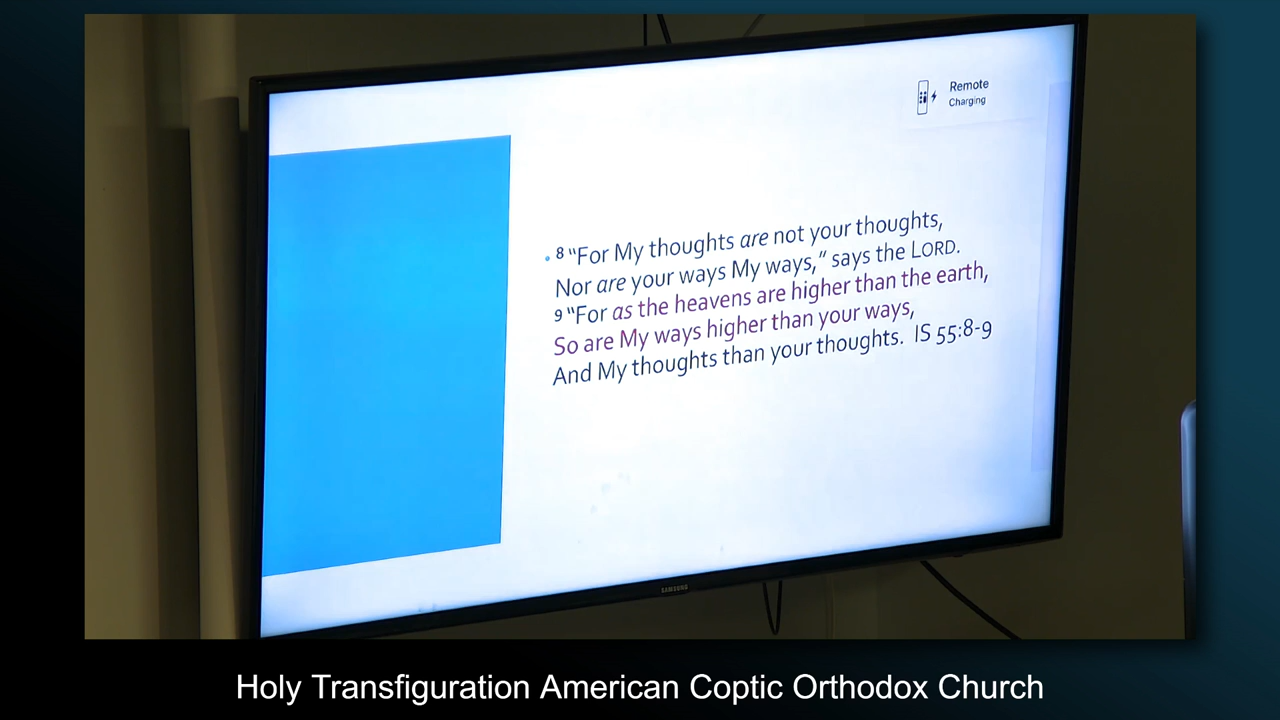 Remote
Charging
• 8 “For My thoughts are not your thoughts,
Nor are your ways My ways,” says the LORD.
9 “For as the heavens are higher than the earth,
So are My ways higher than your ways,
And My thoughts than your thoughts. IS 55:8-9
SAMSUNG
Holy Transfiguration American Coptic Orthodox Church